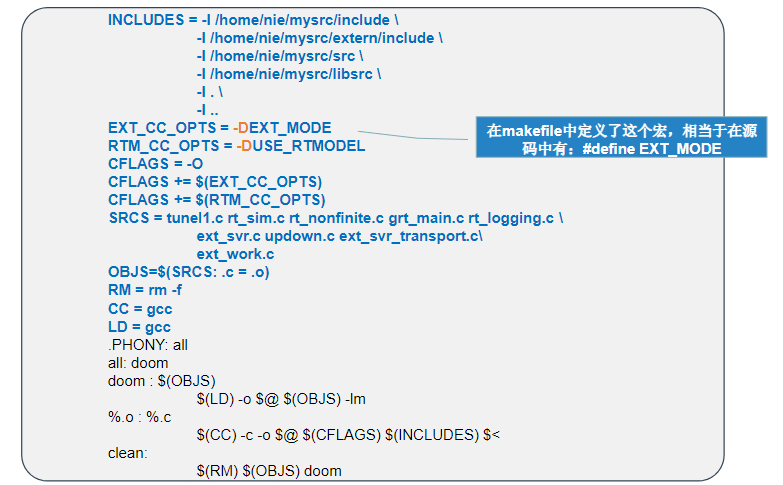 INCLUDES = -I /home/nie/mysrc/include \
-I /home/nie/mysrc/extern/include \
-I /home/nie/mysrc/src \
-I /home/nie/mysrc/libsrc \
-I . \
-I ..
EXT_CC_OPTS = -DEXT_MODE
在makefile中定义了这个宏，相当于在源
码中有：#define EXT_MODE
RTM_CC_OPTS = -DUSE_RTMODEL
CFLAGS = -O
CFLAGS += $(EXT_CC_OPTS)
CFLAGS += $(RTM_CC_OPTS)
SRCS = tunel1.c rt_sim.c rt_nonfinite.c grt_main.c rt_logging.c \
ext_svr.c updown.c ext_svr_transport.c\
ext_work.c
OBJS=$(SRCS: .c = .o)
RM = rm -f
CC = gcc
LD = gcc
.PHONY: all
all: doom
doom : $(OBJS)
$(LD) -o $@ $(OBJS) -lm
%.o : %.c
$(CC) -c -o $@ $(CFLAGS) $(INCLUDES) $<
clean:
$(RM) $(OBJS) doom